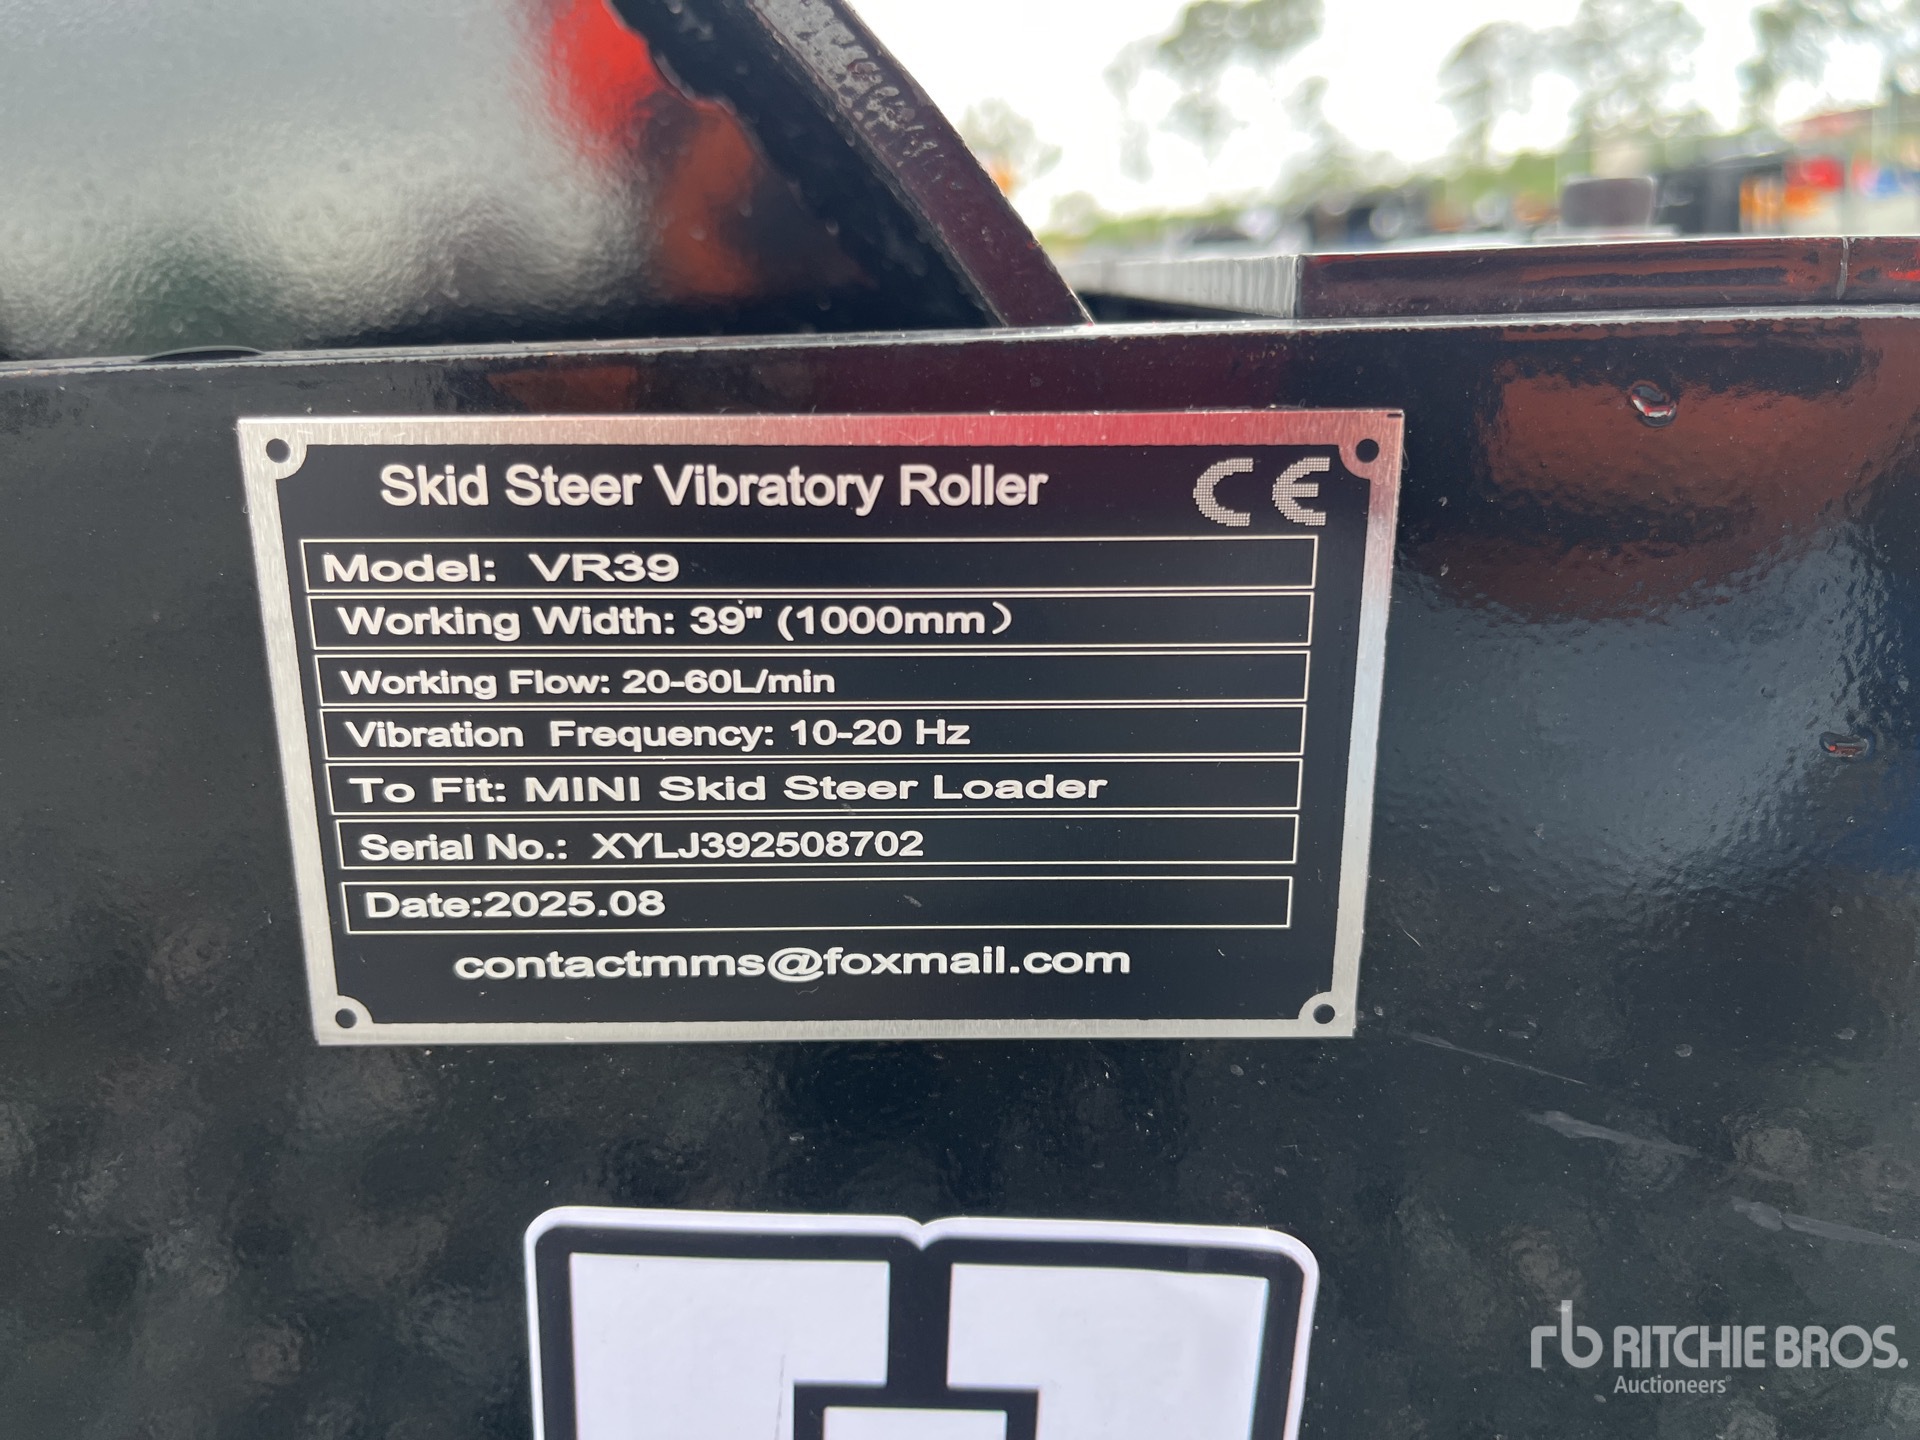 Skid Steer Vibratory Roller CE
Model: VR39
Working Width: 39" (1000mm）
Working Flow: 20-60L/min
Vibration Frequency: 10-20 Hz
To Fit: MINI Skid Steer Loader
Serial No.: XYLJ392508702
Date:2025.08
contactmms@foxmail.com
rb RITCHIE BROS.
Auctioneers